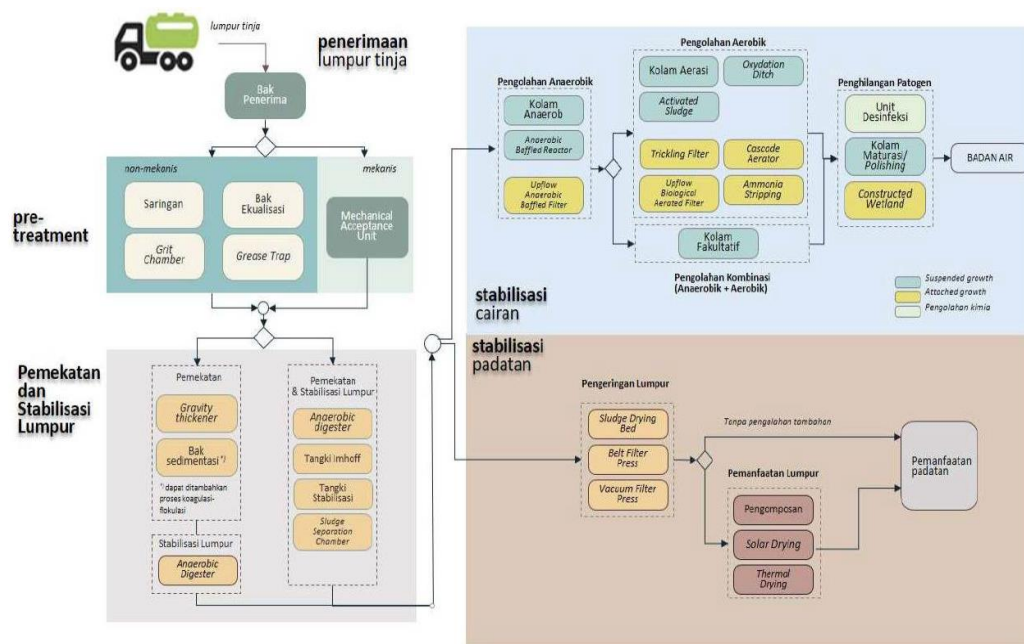 lumpur tinja
penerimaan
lumpur tinja
Bak
Penerima
non-mekanis
mekanis
pre-
treatment
Saringan
Bak
Ekualisasi
Grit
Chamber
Grease Trap
Mechanical
Acceptance
Unit
Pemekatan
dan
Stabilisasi
Lumpur
Pemekatan
Gravity
thickener
Bak
sedimentasi*)
*) dapat ditambahkan
proses koagulasi-
flokulasi
Stabilisasi Lumpur
Anaerobic
Digester
Pemekatan
& Stabilisasi Lumpur
Anaerobic
digester
Tangki Imhoff
Tangki
Stabilisasi
Sludge
Separation
Chamber
Pengolahan Anaerobik
Kolam
Anaerob
Anaerobic
Baffled Reactor
Upflow
Anaerobic
Baffled Filter
Pengolahan Aerobik
Kolam Aerasi
Oxydation
Ditch
Activated
Sludge
Trickling Filter
Cascade
Aerator
Upflow
Biological
Aerated Filter
Ammonia
Stripping
Kolam
Fakultatif
Pengolahan Kombinasi
(Anaerobik + Aerobik)
Penghilangan Patogen
Unit
Desinfeksi
Kolam
Maturasi/
Polishing
Constructed
Wetland
BADAN AIR
Suspended growth
Attached growth
Pengolahan kimia
stabilisasi
cairan
stabilisasi
padatan
Pengeringan Lumpur
Sludge Drying
Bed
Belt Filter
Press
Vacuum Filter
Press
Tanpa pengolahan tambahan
Pemanfaatan Lumpur
Pengomposan
Solar Drying
Thermal
Drying
Pemanfaatan
padatan